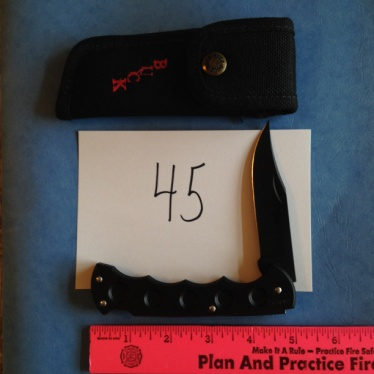 BUCK
45
1 2 3 4 5 6
Make It A Rule — Practice Fire Saf
Plan And Practice Fire